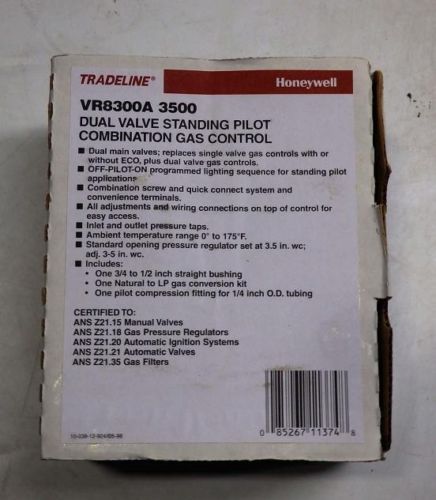 TRADELINE® Honeywell
VR8300A 3500
DUAL VALVE STANDING PILOT
COMBINATION GAS CONTROL
■ Dual main valves; replaces single valve gas controls with or
without ECO, plus dual valve gas controls.
■ OFF-PILOT-ON programmed lighting sequence for standing pilot
applications.
■ Combination screw and quick connect system and
convenience terminals.
■ All adjustments and wiring connections on top of control for
easy access.
■ Inlet and outlet pressure taps.
■ Ambient temperature range 0° to 175°F.
■ Standard opening pressure regulator set at 3.5 in. wc;
adj. 3-5 in. wc.
■ Includes:
• One 3/4 to 1/2 inch straight bushing
• One Natural to LP gas conversion kit
• One pilot compression fitting for 1/4 inch O.D. tubing
CERTIFIED TO:
ANS Z21.15 Manual Valves
ANS Z21.18 Gas Pressure Regulators
ANS Z21.20 Automatic Ignition Systems
ANS Z21.21 Automatic Valves
ANS Z21.35 Gas Filters
0 85267 11374 8